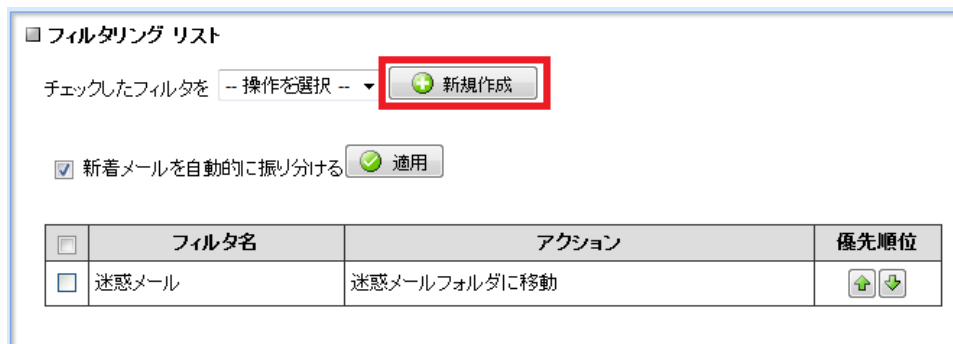 フィルタリング リスト
チェックしたフィルタを -- 操作を選択 -- 新規作成
新着メールを自動的に振り分ける 適用
フィルタ名 アクション 優先順位
迷惑メール 迷惑メールフォルダに移動